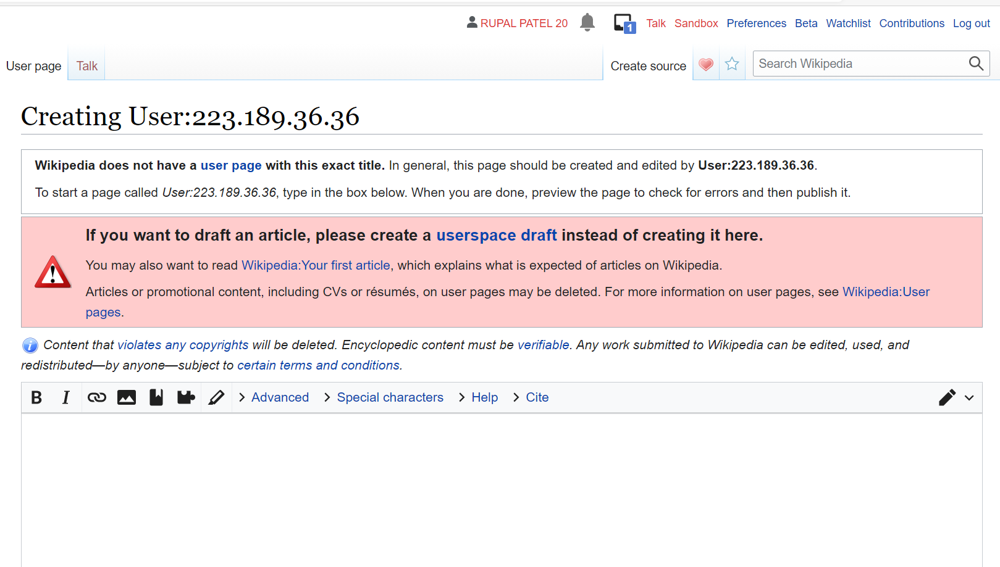 RUPAL PATEL 20 1 Talk Sandbox Preferences Beta Watchlist Contributions Log out
User page Talk Create source Search Wikipedia
Creating User:223.189.36.36
Wikipedia does not have a user page with this exact title. In general, this page should be created and edited by User:223.189.36.36.
To start a page called User:223.189.36.36, type in the box below. When you are done, preview the page to check for errors and then publish it.
If you want to draft an article, please create a userspace draft instead of creating it here.
You may also want to read Wikipedia:Your first article, which explains what is expected of articles on Wikipedia.
Articles or promotional content, including CVs or résumés, on user pages may be deleted. For more information on user pages, see Wikipedia:User
pages.
Content that violates any copyrights will be deleted. Encyclopedic content must be verifiable. Any work submitted to Wikipedia can be edited, used, and
redistributed—by anyone—subject to certain terms and conditions.
B I Advanced Special characters Help Cite